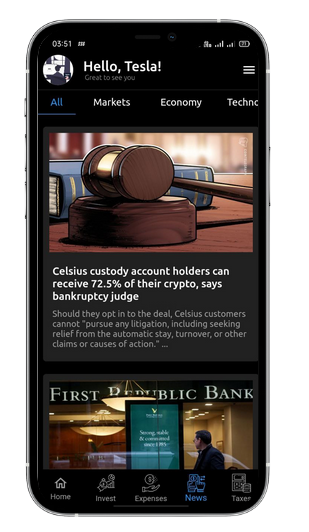 03:51
Hello, Tesla!
Great to see you
All Markets Economy Techno
Celsius custody account holders can
receive 72.5% of their crypto, says
bankruptcy judge
Should they opt in to the deal, Celsius customers
cannot "pursue any litigation, including seeking
relief from the automatic stay, turnover, or other
claims or causes of action." ...
First Republic Bank
Home Invest Expenses News Taxer